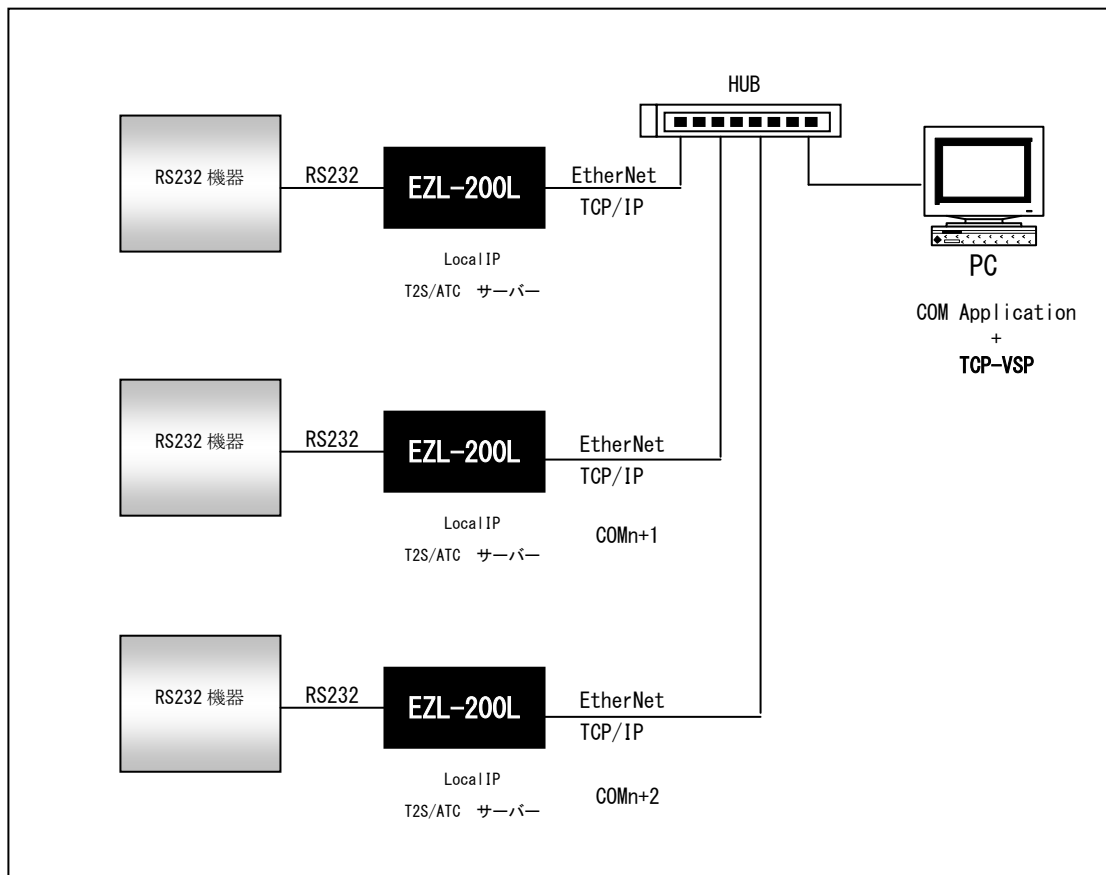 HUB
RS232 機器
RS232
EZL-200L
EtherNet
TCP/IP
LocalIP
T2S/ATC　サーバー
PC
COM Application
+
TCP-VSP
RS232 機器
RS232
EZL-200L
EtherNet
TCP/IP
LocalIP
T2S/ATC　サーバー
COMn+1
RS232 機器
RS232
EZL-200L
EtherNet
TCP/IP
LocalIP
T2S/ATC　サーバー
COMn+2